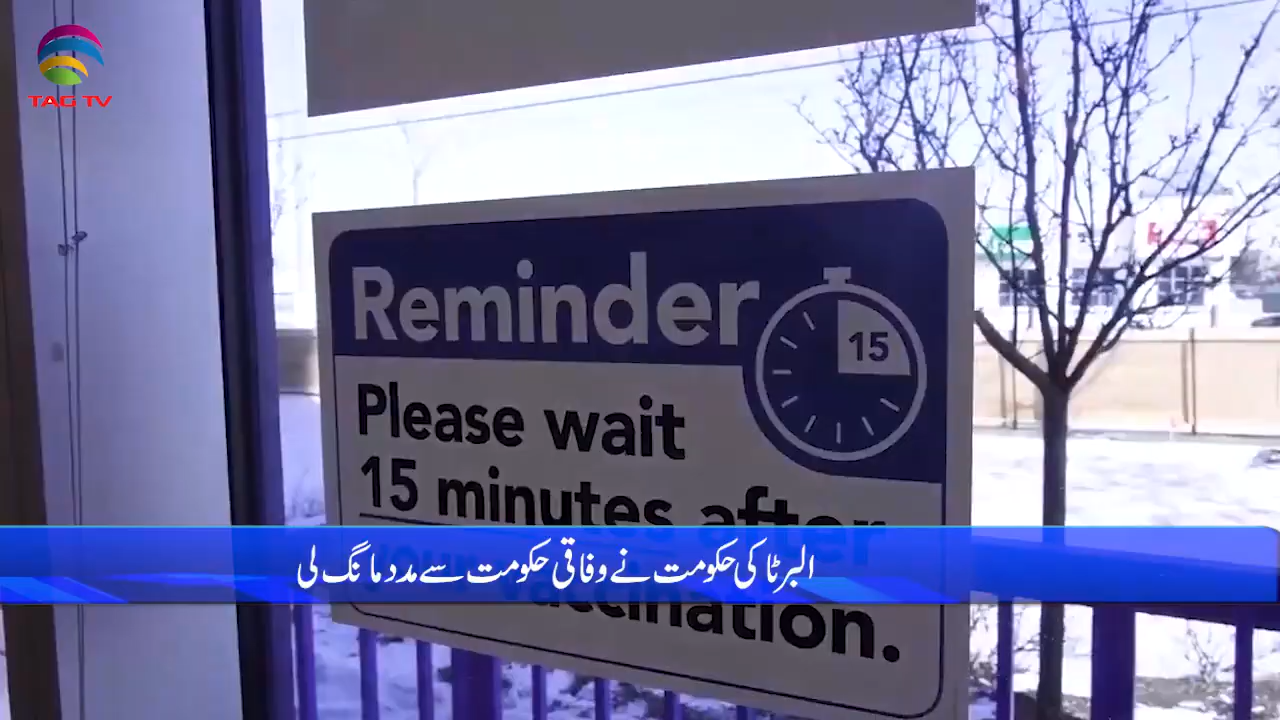 TAG TV
Reminder
15
Please wait
15 minutes after
your vaccination.
البرٹا کی حکومت نے وفاقی حکومت سے مدد مانگ لی